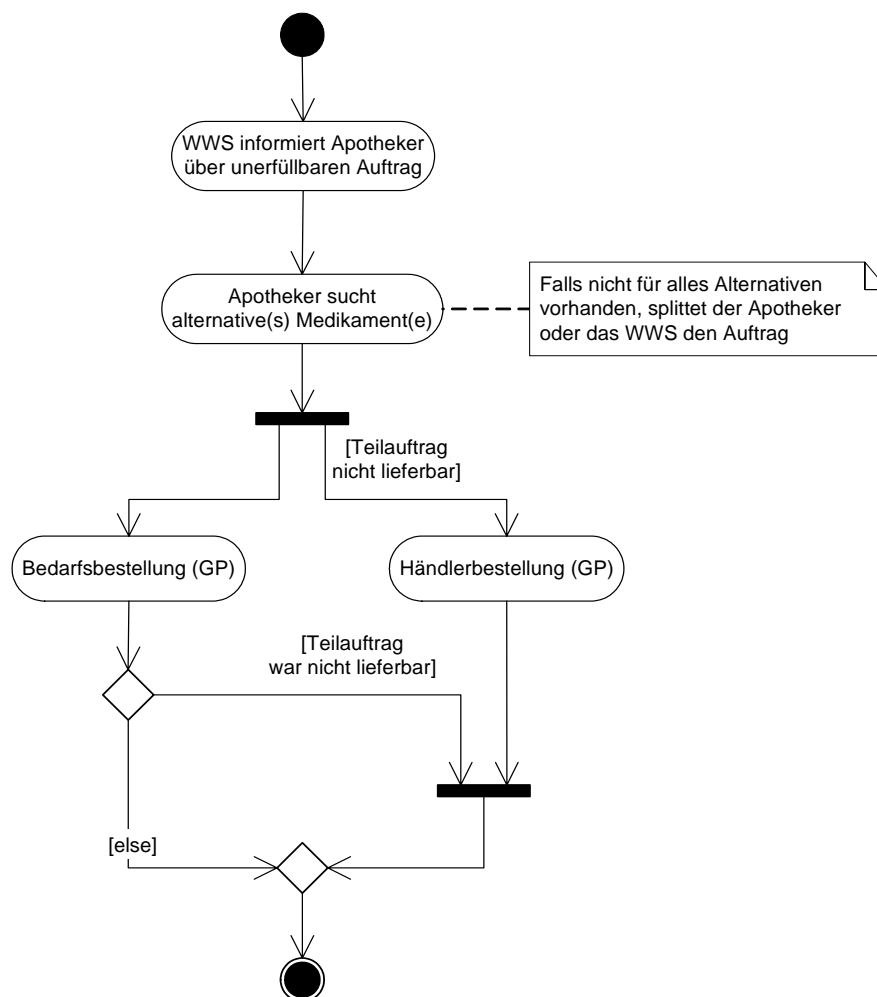 WWS informiert Apotheker
über unerfüllbaren Auftrag
Apotheker sucht
alternative(s) Medikament(e)
Falls nicht für alles Alternativen
vorhanden, splittet der Apotheker
oder das WWS den Auftrag
[Teilauftrag
nicht lieferbar]
Bedarfsbestellung (GP)
Händlerbestellung (GP)
[Teilauftrag
war nicht lieferbar]
[else]